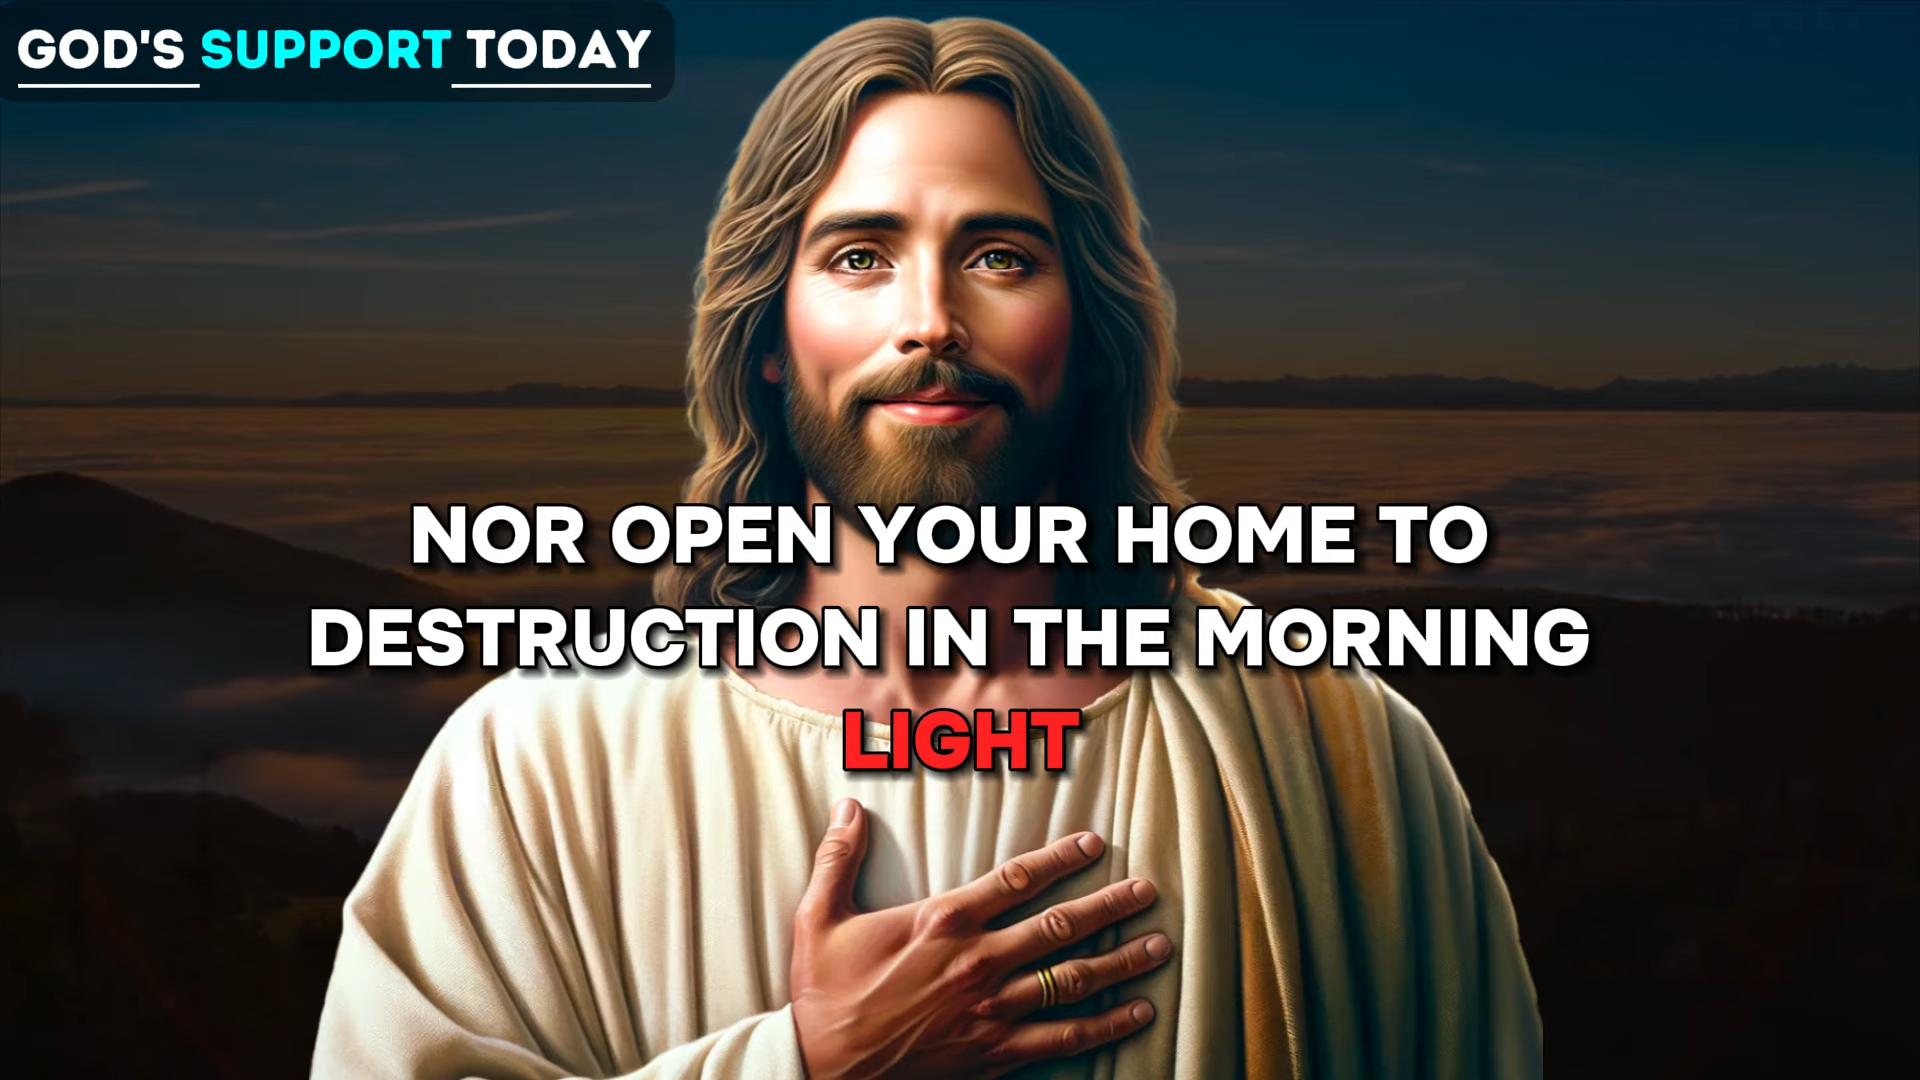 GOD'S SUPPORT TODAY
NOR OPEN YOUR HOME TO
DESTRUCTION IN THE MORNING
LIGHT